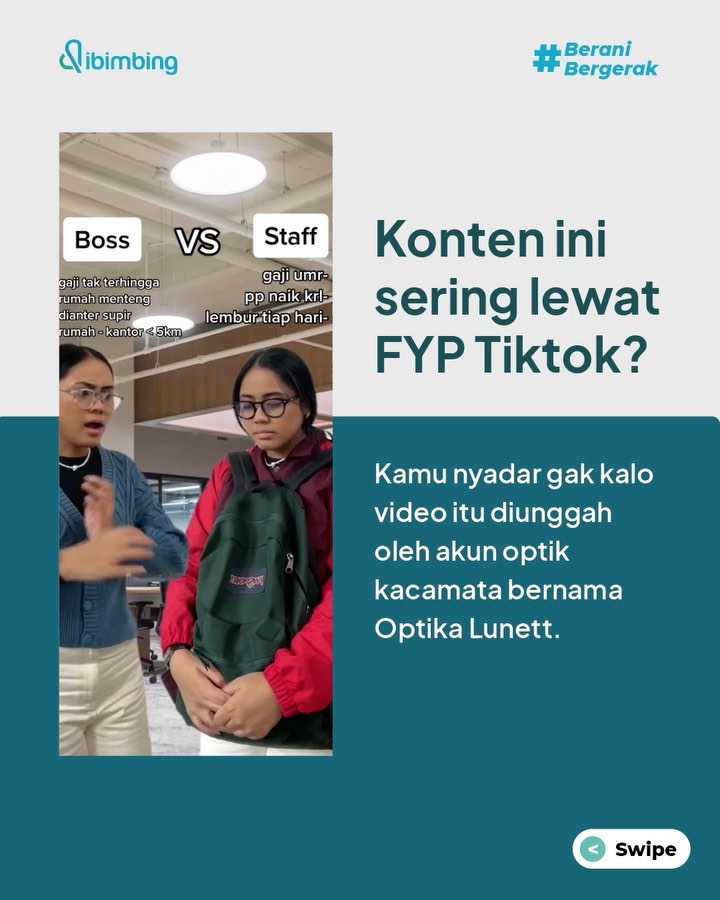 ibimbing
#Berani
Bergerak
Boss
VS
Staff
gaji tak terhingga
rumah menteng
dianter supir
rumah - kantor < 5km
gaji umr-
pp naik krl-
lembur tiap hari-
JANSPORT
Konten ini
sering lewat
FYP Tiktok?
Kamu nyadar gak kalo
video itu diunggah
oleh akun optik
kacamata bernama
Optika Lunett.
< Swipe